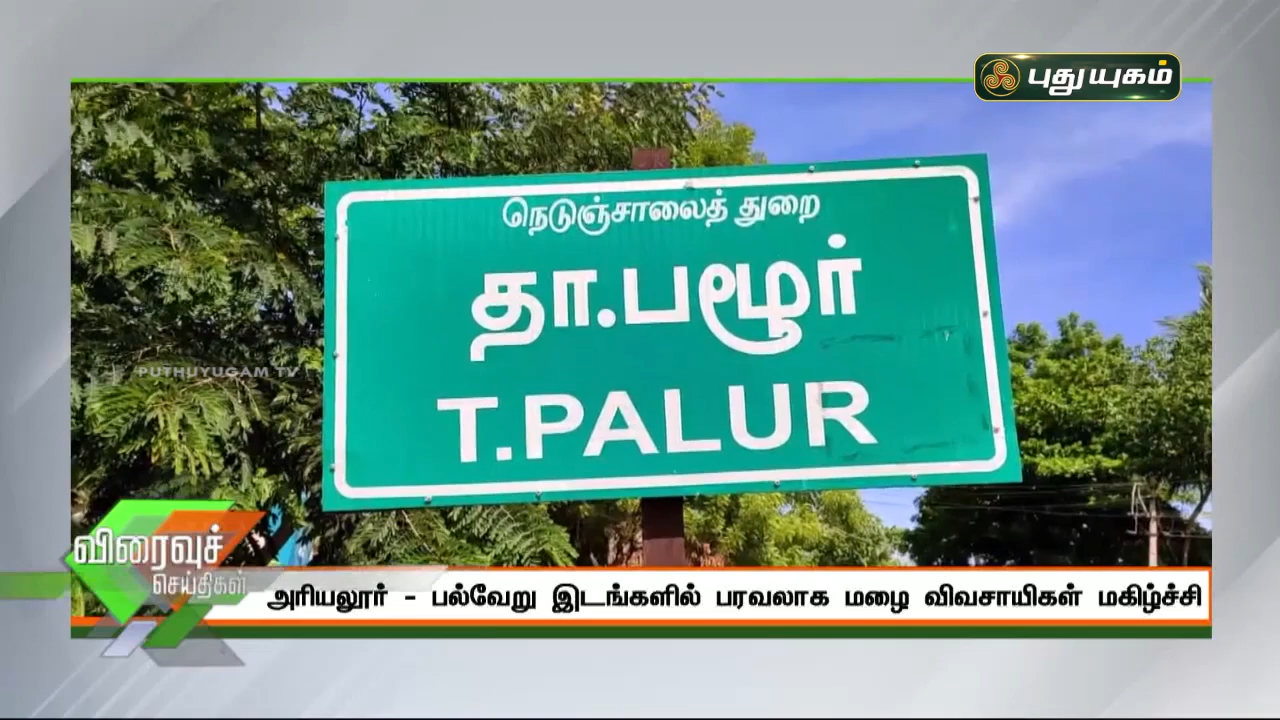 புதுயுகம்
நெடுஞ்சாலைத் துறை
தா.பழூர்
T.PALUR
PUTHUYUGAM TV
விரைவுச்
செய்திகள்
அரியலூர் - பல்வேறு இடங்களில் பரவலாக மழை விவசாயிகள் மகிழ்ச்சி